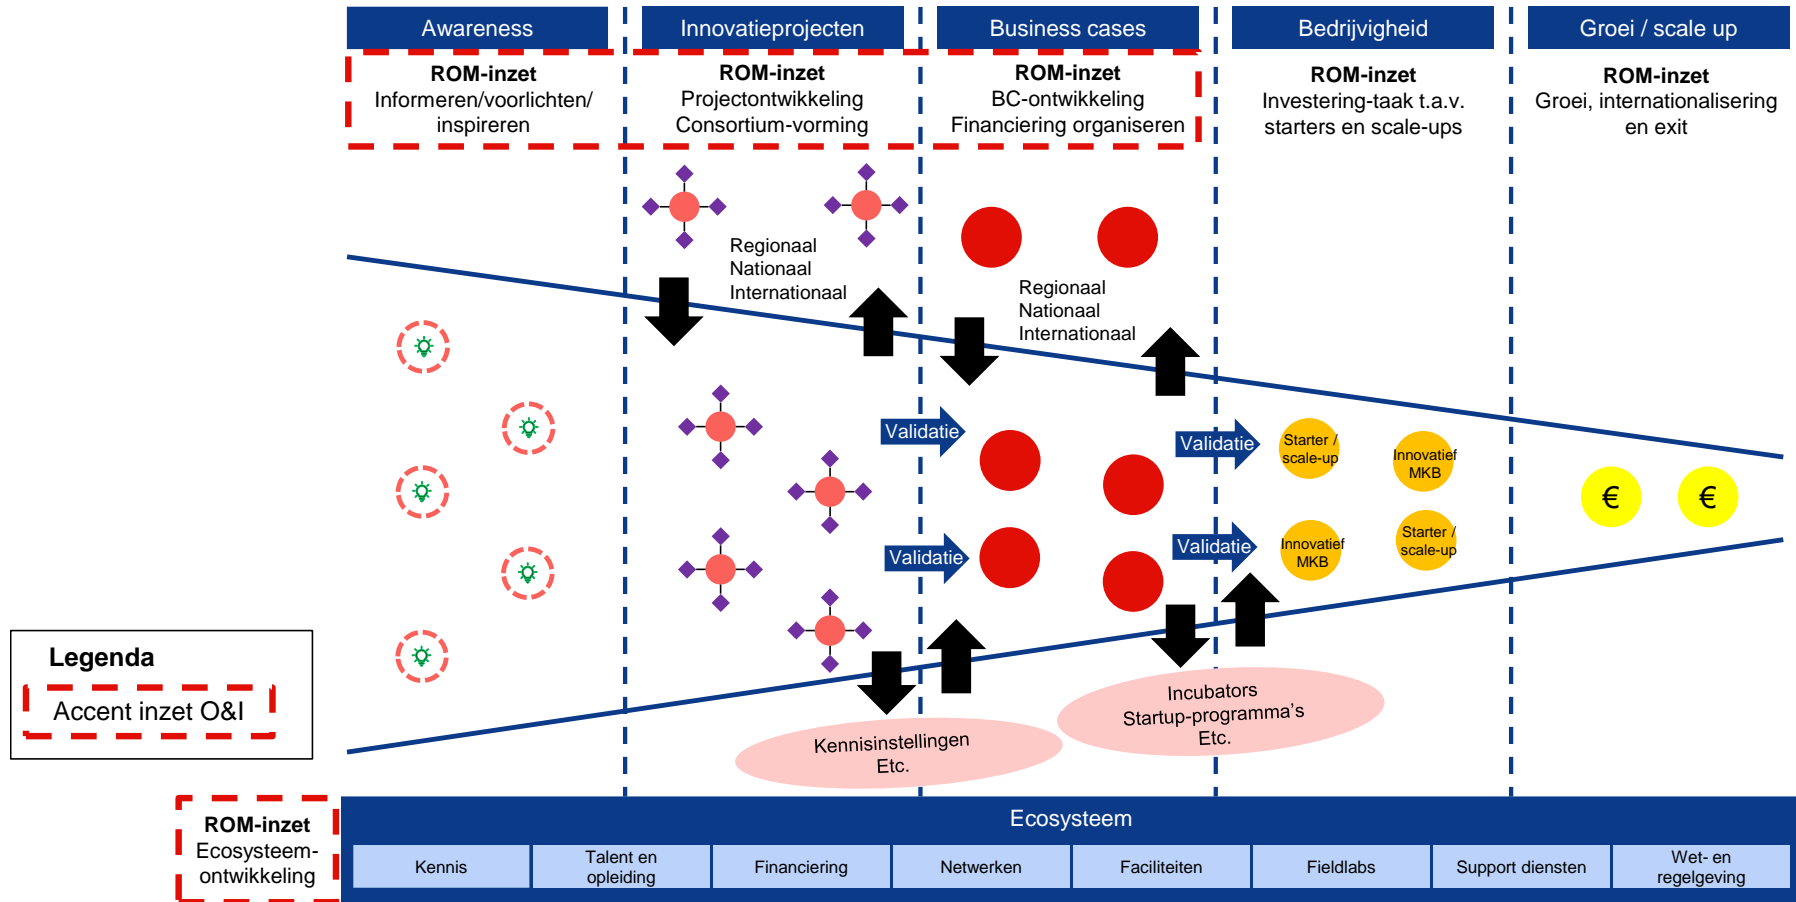 Awareness
Innovatieprojecten
Business cases
Bedrijvigheid
Groei / scale up
ROM-inzet
Informeren/voorlichten/
inspireren
ROM-inzet
Projectontwikkeling
Consortium-vorming
ROM-inzet
BC-ontwikkeling
Financiering organiseren
ROM-inzet
Investering-taak t.a.v.
starters en scale-ups
ROM-inzet
Groei, internationalisering
en exit
Regionaal
Nationaal
Internationaal
Regionaal
Nationaal
Internationaal
Validatie
Validatie
Starter /
scale-up
Innovatief
MKB
€
€
Validatie
Validatie
Innovatief
MKB
Starter /
scale-up
Legenda
Accent inzet O&I
Kennisinstellingen
Etc.
Incubators
Startup-programma's
Etc.
ROM-inzet
Ecosysteem-
ontwikkeling
Ecosysteem
Kennis
Talent en
opleiding
Financiering
Netwerken
Faciliteiten
Fieldlabs
Support diensten
Wet- en
regelgeving